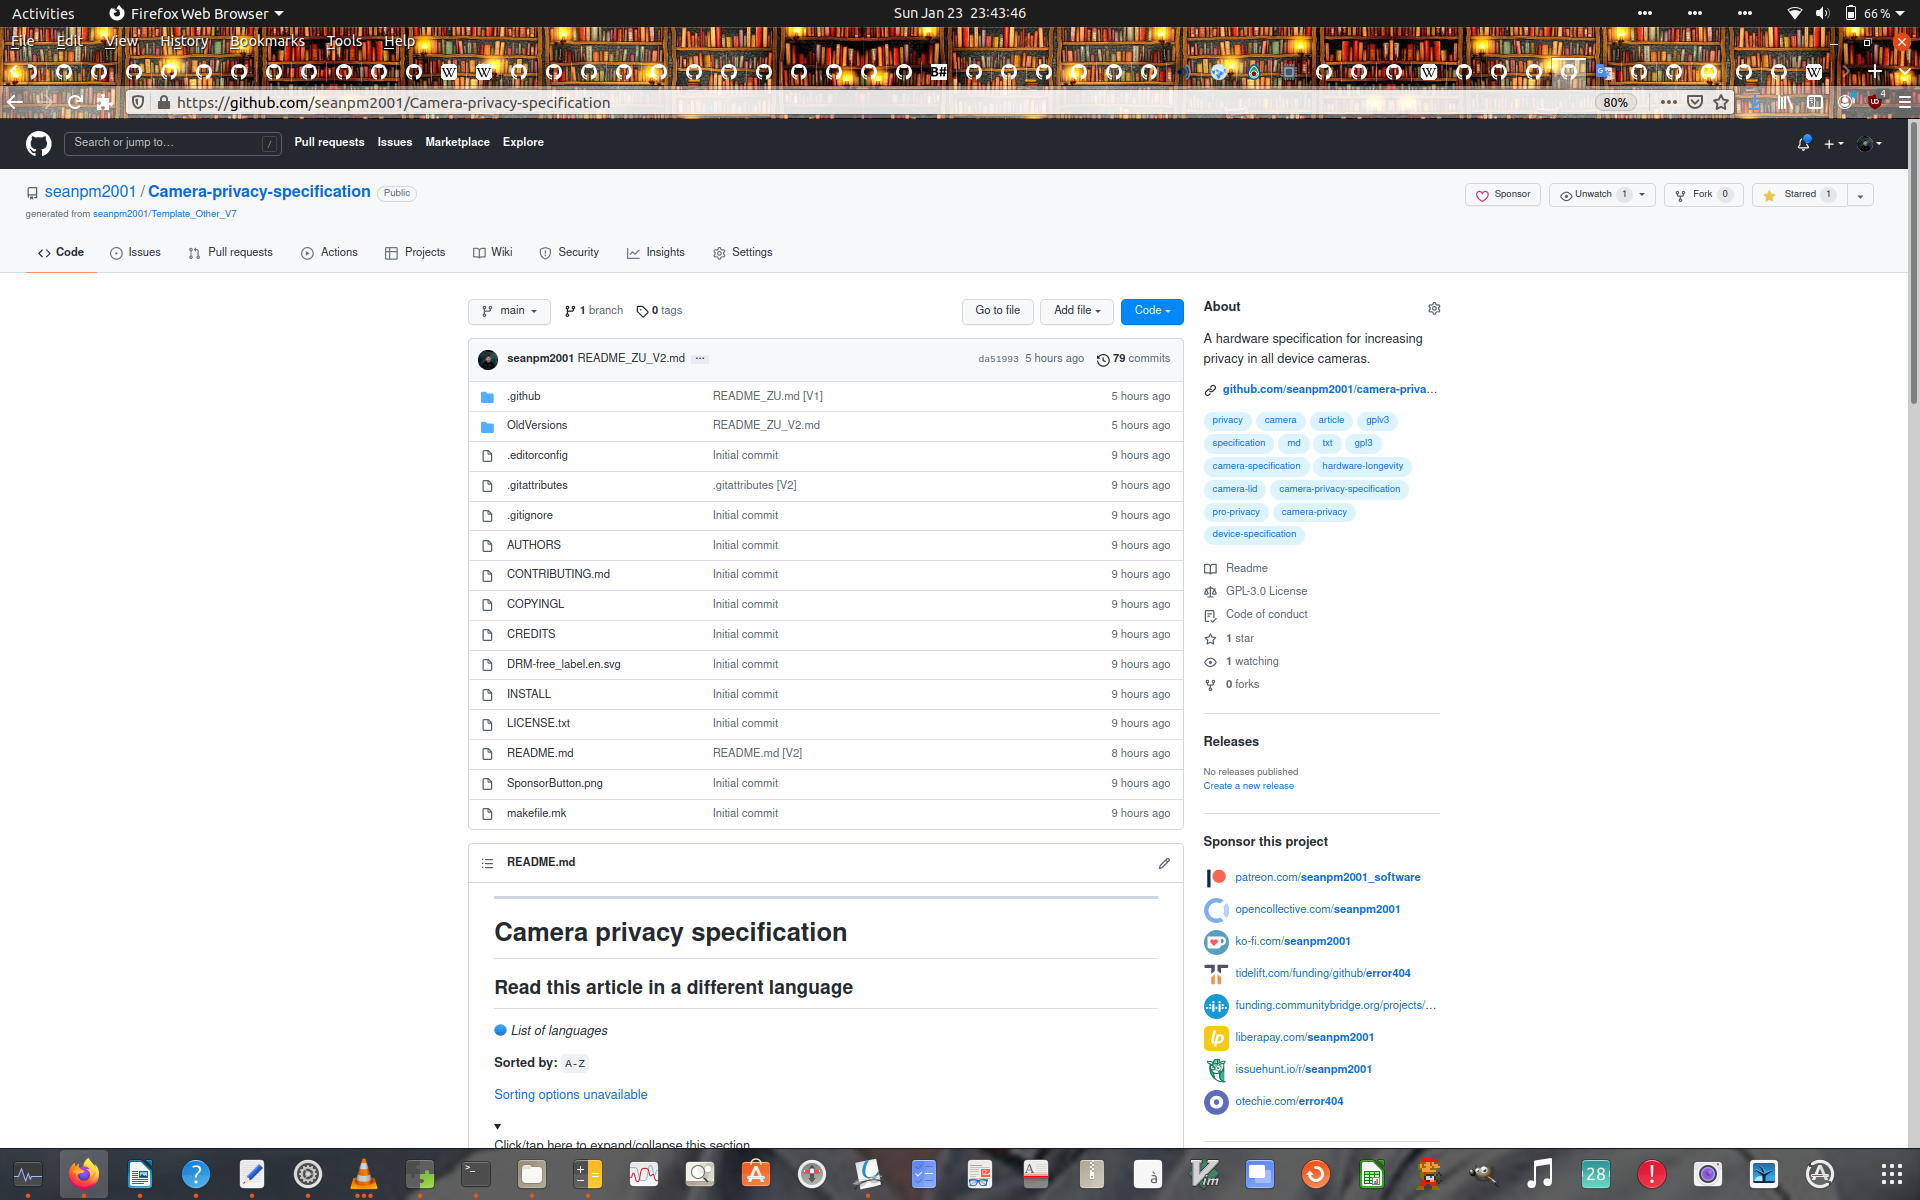 Activities Firefox Web Browser Sun Jan 23 23:43:46 66%
File Edit View History Bookmarks Tools Help
https://github.com/seanpm2001/Camera-privacy-specification 80%
Search or jump to… / Pull requests Issues Marketplace Explore
seanpm2001 / Camera-privacy-specification Public
Sponsor Unwatch 1 Fork 0 Starred 1
generated from seanpm2001/Template_Other_V7
Code Issues Pull requests Actions Projects Wiki Security Insights Settings
main 1 branch 0 tags Go to file Add file Code
seanpm2001 README_ZU_V2.md ... da51993 5 hours ago 79 commits
.github README_ZU.md [V1] 5 hours ago
OldVersions README_ZU_V2.md 5 hours ago
.editorconfig Initial commit 9 hours ago
.gitattributes .gitattributes [V2] 9 hours ago
.gitignore Initial commit 9 hours ago
AUTHORS Initial commit 9 hours ago
CONTRIBUTING.md Initial commit 9 hours ago
COPYINGL Initial commit 9 hours ago
CREDITS Initial commit 9 hours ago
DRM-free_label.en.svg Initial commit 9 hours ago
INSTALL Initial commit 9 hours ago
LICENSE.txt Initial commit 9 hours ago
README.md README.md [V2] 8 hours ago
SponsorButton.png Initial commit 9 hours ago
makefile.mk Initial commit 9 hours ago
README.md
Camera privacy specification
Read this article in a different language
List of languages
Sorted by: A-Z
Sorting options unavailable
Click/tap here to expand/collapse this section
About
A hardware specification for increasing
privacy in all device cameras.
github.com/seanpm2001/camera-priva…
privacy camera article gplv3
specification md txt gpl3
camera-specification hardware-longevity
camera-lid camera-privacy-specification
pro-privacy camera-privacy
device-specification
Readme
GPL-3.0 License
Code of conduct
1 star
1 watching
0 forks
Releases
No releases published
Create a new release
Sponsor this project
patreon.com/seanpm2001_software
opencollective.com/seanpm2001
ko-fi.com/seanpm2001
tidelift.com/funding/github/error404
funding.communitybridge.org/projects/…
liberapay.com/seanpm2001
issuehunt.io/r/seanpm2001
otechie.com/error404
28